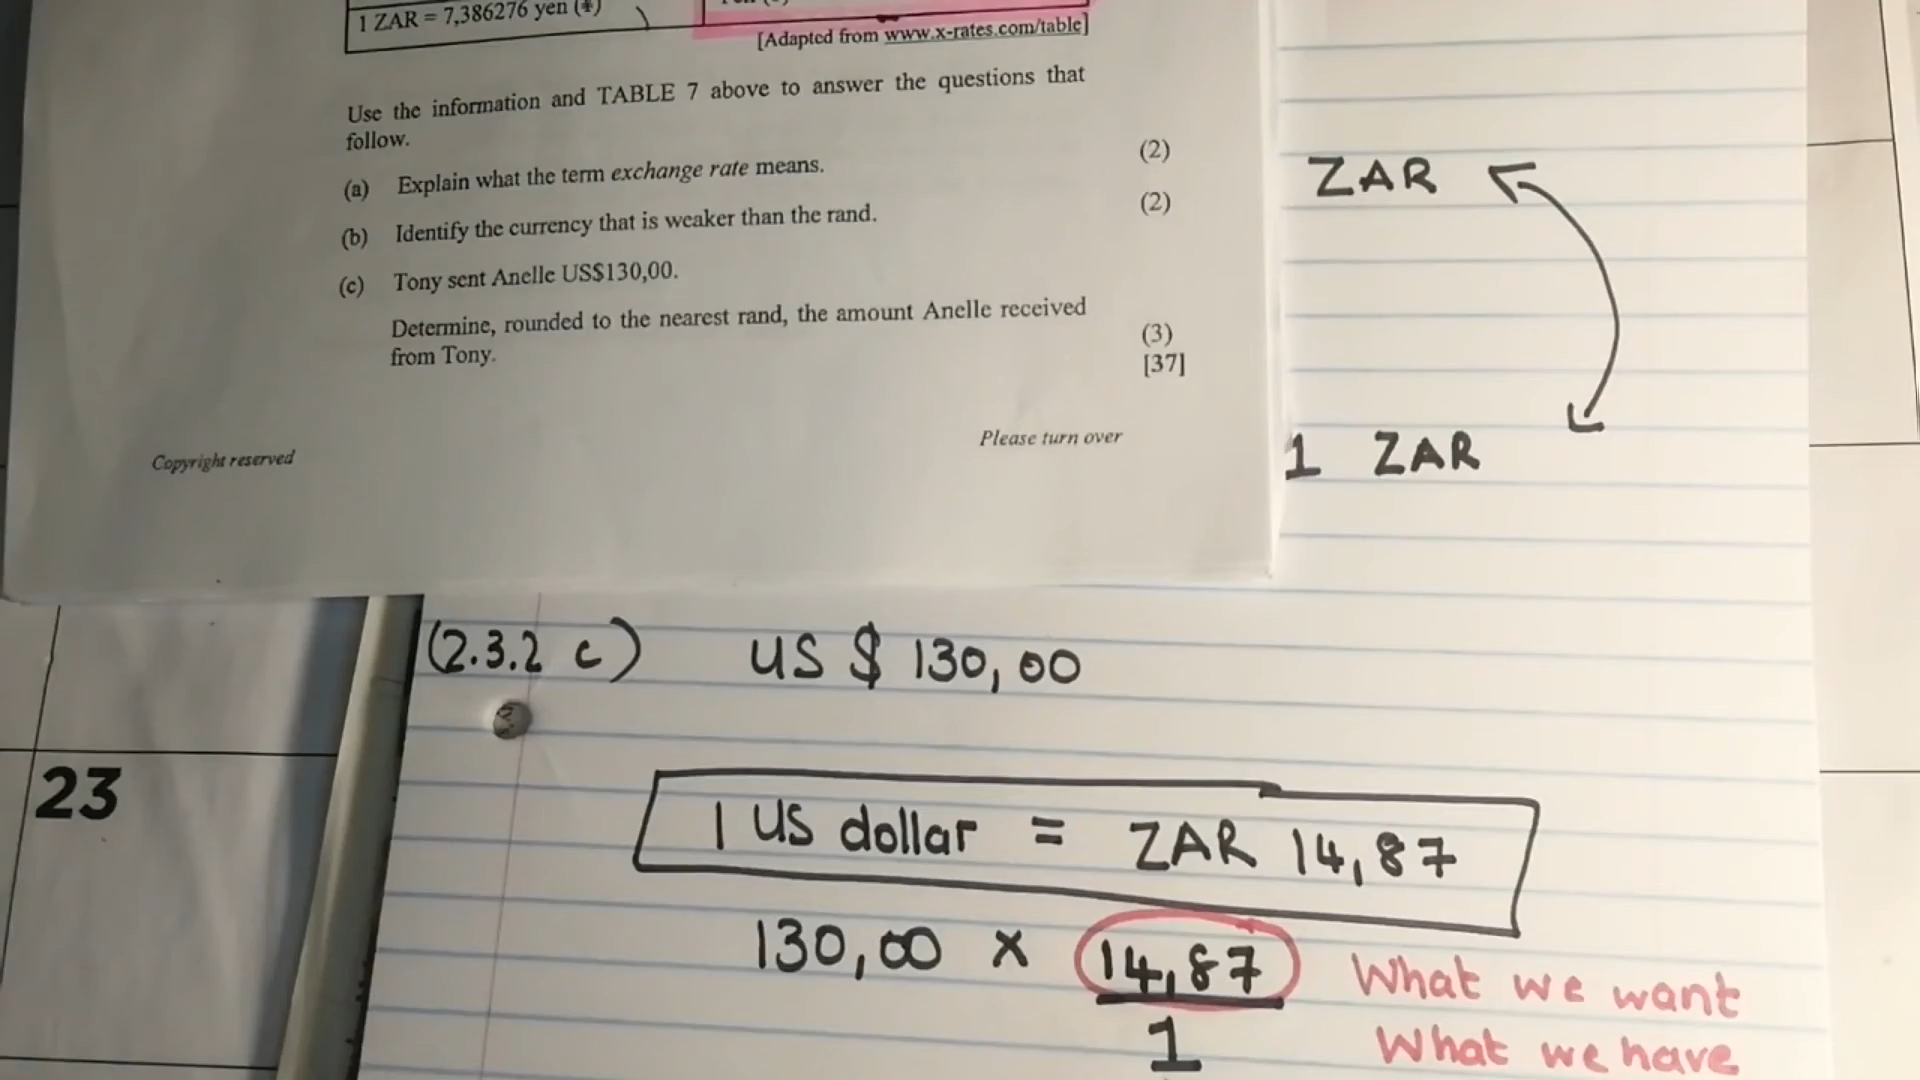 1 ZAR = 7,386276 yen (¥)
[Adapted from www.x-rates.com/table]
Use the information and TABLE 7 above to answer the questions that
follow.
(a) Explain what the term exchange rate means. (2)
(b) Identify the currency that is weaker than the rand. (2)
(c) Tony sent Anelle US$130,00.
Determine, rounded to the nearest rand, the amount Anelle received
from Tony. (3)
[37]
Copyright reserved
Please turn over
ZAR
1 ZAR
(2.3.2 c) US $ 130,00
23
1 US dollar = ZAR 14,87
130,00 × 14,87 What we want
1 What we have